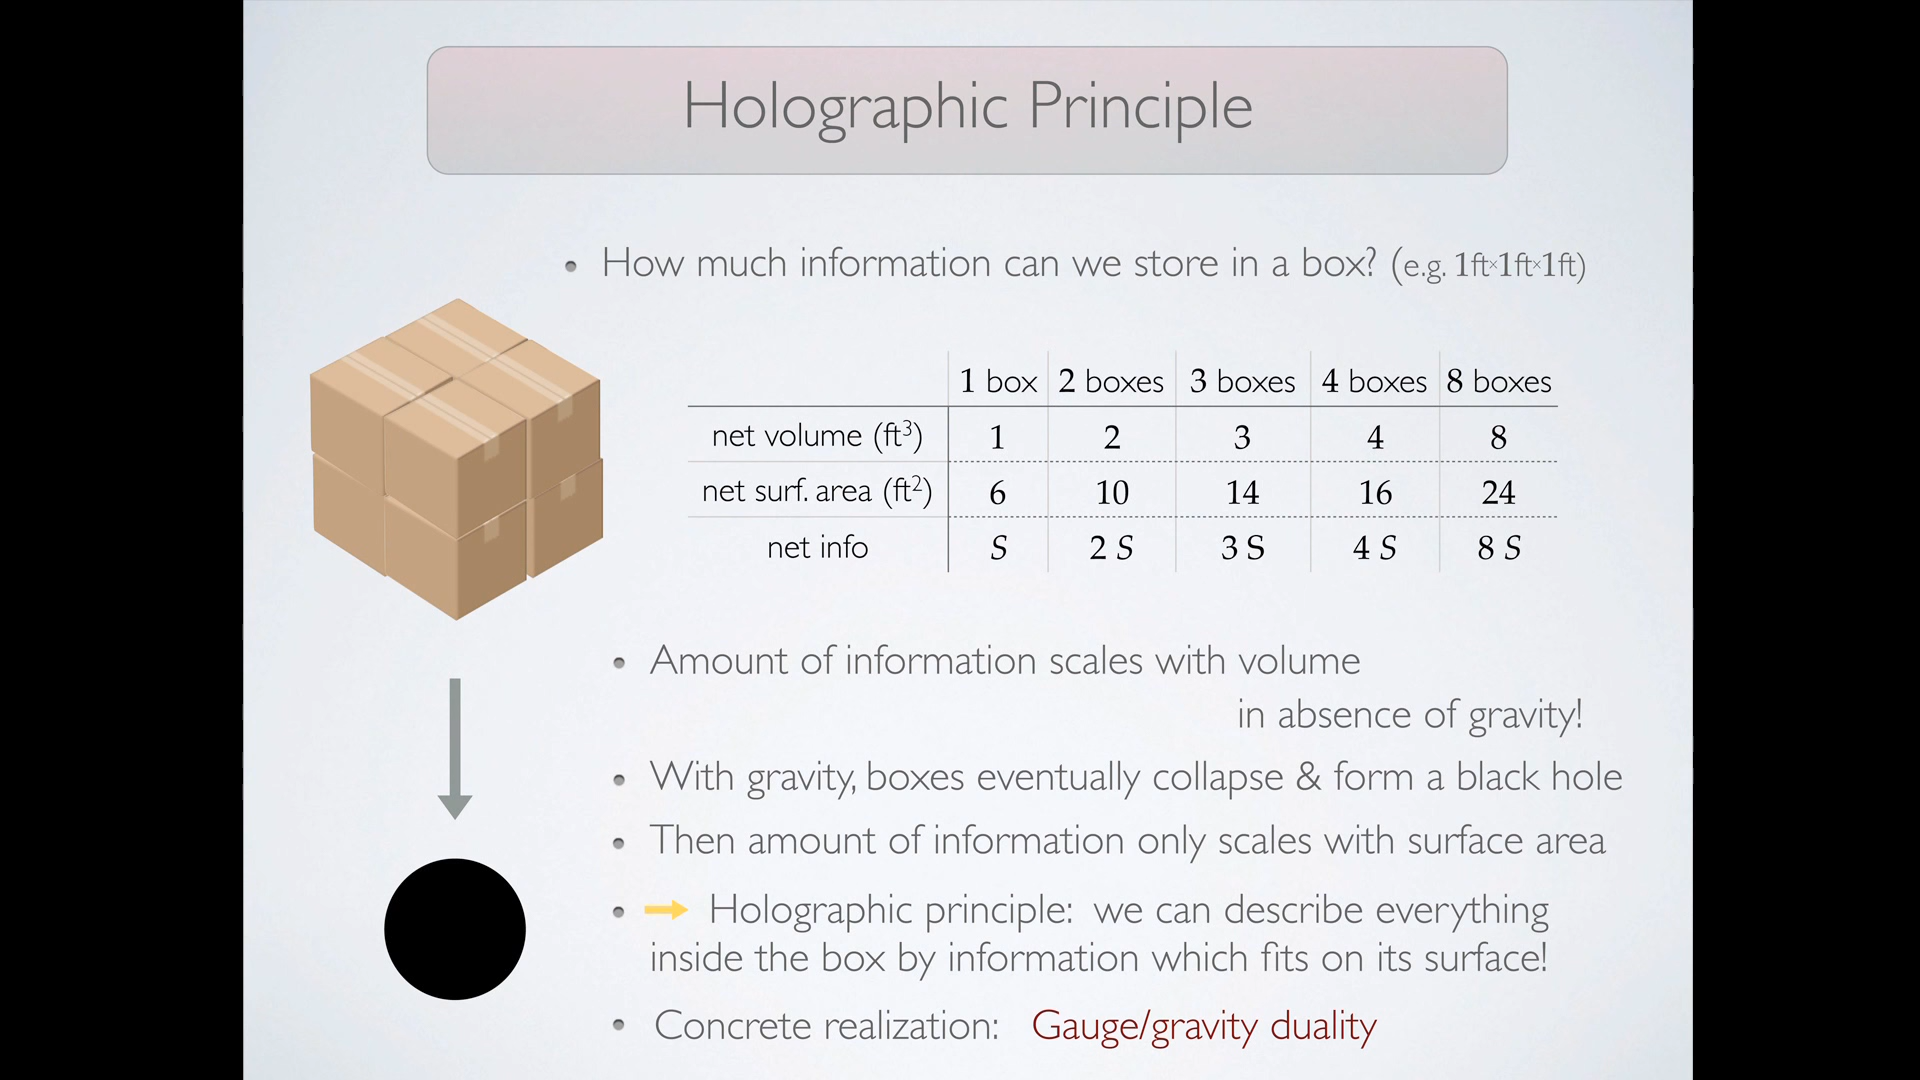 Holographic Principle
• How much information can we store in a box? (e.g. 1ft×1ft×1ft)
1 box 2 boxes 3 boxes 4 boxes 8 boxes
net volume (ft³) 1 2 3 4 8
net surf. area (ft²) 6 10 14 16 24
net info S 2 S 3 S 4 S 8 S
• Amount of information scales with volume
in absence of gravity!
• With gravity, boxes eventually collapse & form a black hole
• Then amount of information only scales with surface area
• Holographic principle: we can describe everything
inside the box by information which fits on its surface!
• Concrete realization: Gauge/gravity duality